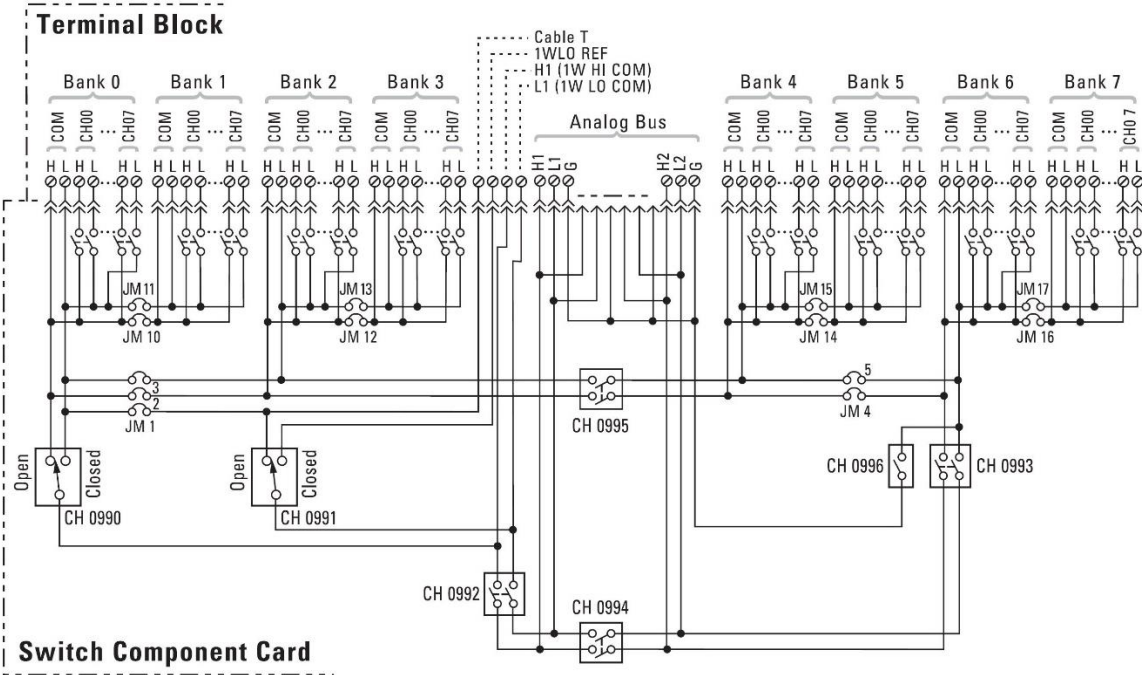 Terminal Block
Cable T
1WLO REF
H1 (1W HI COM)
L1 (1W LO COM)
Bank 0 Bank 1 Bank 2 Bank 3 Bank 4 Bank 5 Bank 6 Bank 7
Analog Bus
COM CH00 ... CH07 COM CH00 ... CH07 COM CH00 ... CH07 COM CH00 ... CH07 COM CH00 ... CH07 COM CH00 ... CH07 COM CH00 ... CH07 COM CH00 ... CH0 7
H L H L H L H L H L H L H L H L H L H L H L H L H1 L1 G H2 L2 G H L H L H L H L H L H L H L H L H L H L H L H L
JM 11 JM 13 JM 15 JM 17
JM 10 JM 12 JM 14 JM 16
3 5
2
JM 1 JM 4
CH 0995
Open Closed Open Closed
CH 0996 CH 0993
CH 0990 CH 0991
CH 0992 CH 0994
Switch Component Card